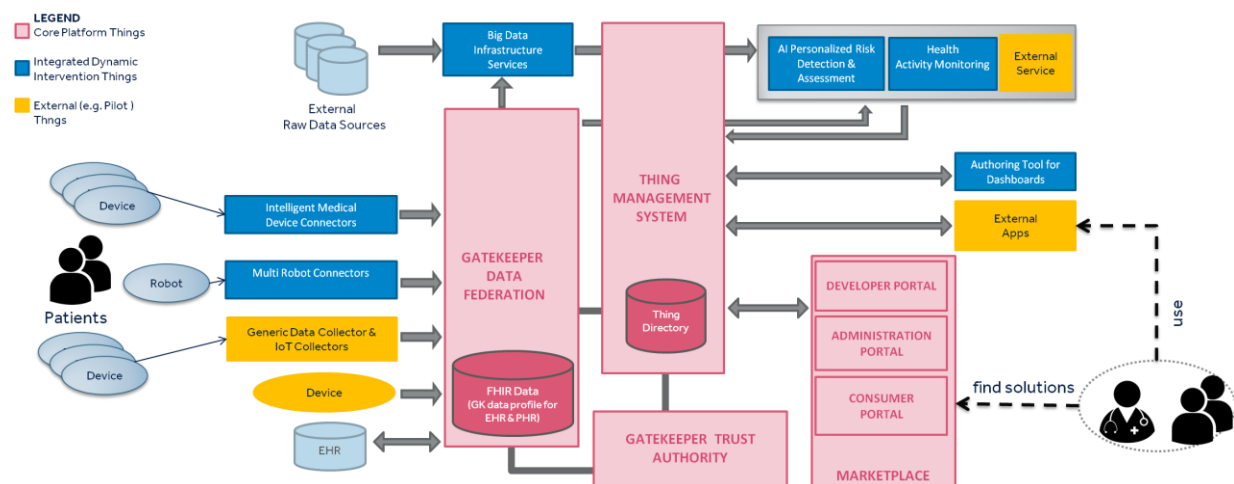 LEGEND
Core Platform Things
Integrated Dynamic
Intervention Things
External (e.g. Pilot )
Thngs
External
Raw Data Sources
Big Data
Infrastructure
Services
AI Personalized Risk
Detection &
Assessment
Health
Activity Monitoring
External
Service
Device
Intelligent Medical
Device Connectors
Robot
Multi Robot Connectors
Patients
Device
Generic Data Collector &
IoT Collectors
Device
EHR
GATEKEEPER
DATA
FEDERATION
FHIR Data
(GK data profile for
EHR & PHR)
THING
MANAGEMENT
SYSTEM
Thing
Directory
GATEKEEPER TRUST
AUTHORITY
Authoring Tool for
Dashboards
External
Apps
DEVELOPER PORTAL
ADMINISTRATION
PORTAL
CONSUMER
PORTAL
MARKETPLACE
use
find solutions